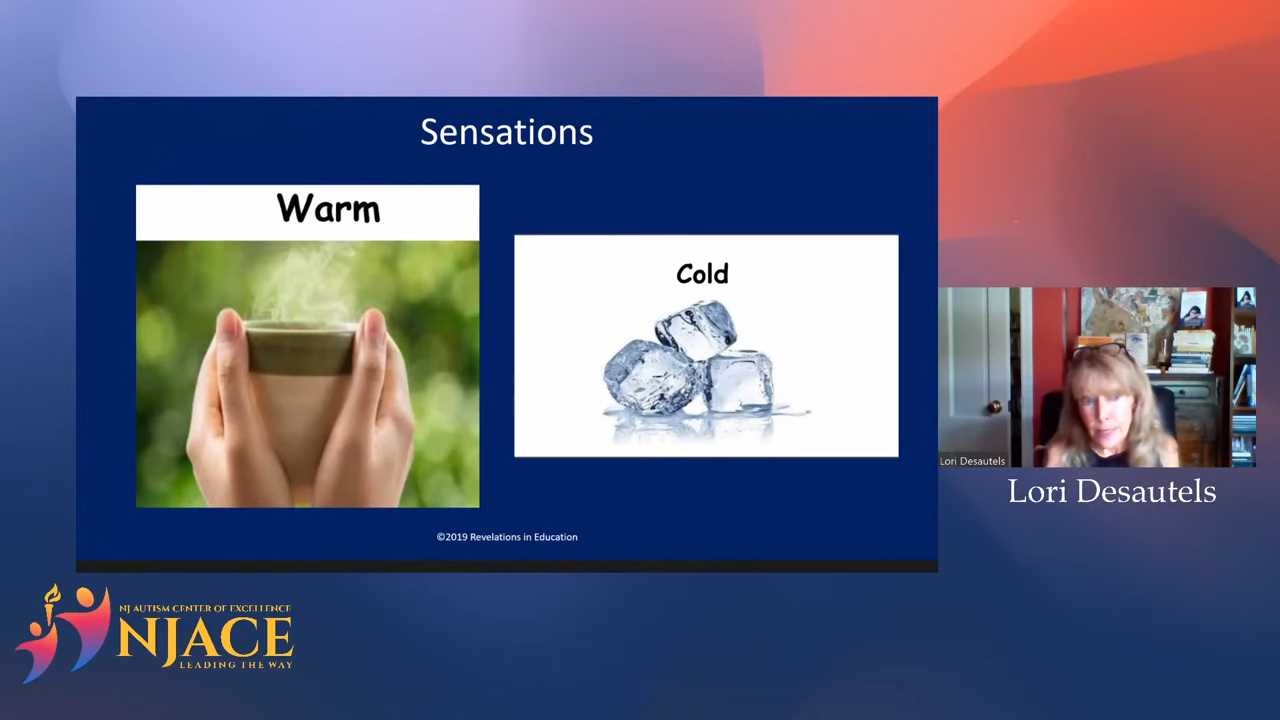 Sensations
Warm
Cold
©2019 Revelations in Education
Lori Desautels
Lori Desautels
NJ AUTISM CENTER OF EXCELLENCE
NJACE
LEADING THE WAY